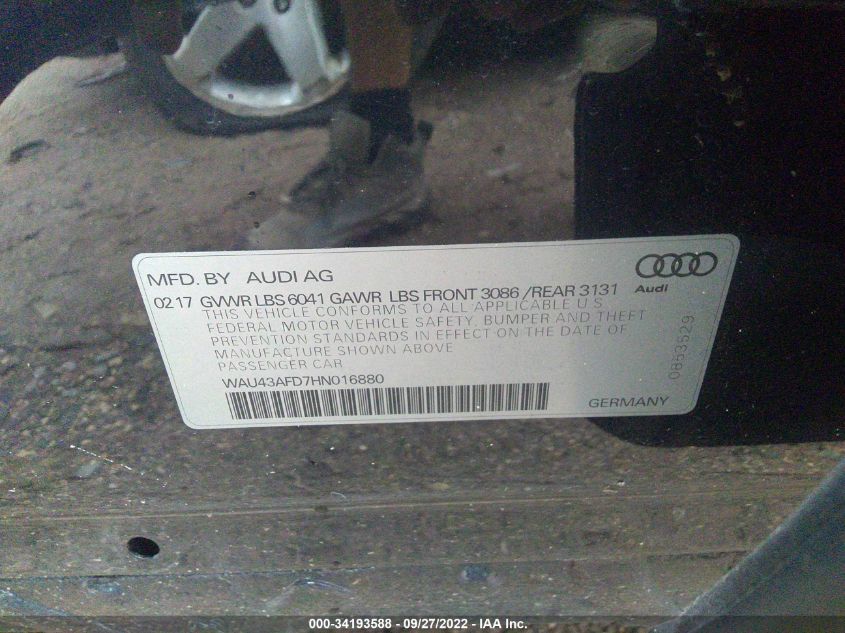 MFD. BY AUDI AG
Audi
02 17 GVWR LBS 6041 GAWR LBS FRONT 3086 /REAR 3131
THIS VEHICLE CONFORMS TO ALL APPLICABLE U S
FEDERAL MOTOR VEHICLE SAFETY, BUMPER AND THEFT
PREVENTION STANDARDS IN EFFECT ON THE DATE OF
MANUFACTURE SHOWN ABOVE
PASSENGER CAR
WAU43AFD7HN016880
GERMANY
0853529
000-34193588 - 09/27/2022 - IAA Inc.